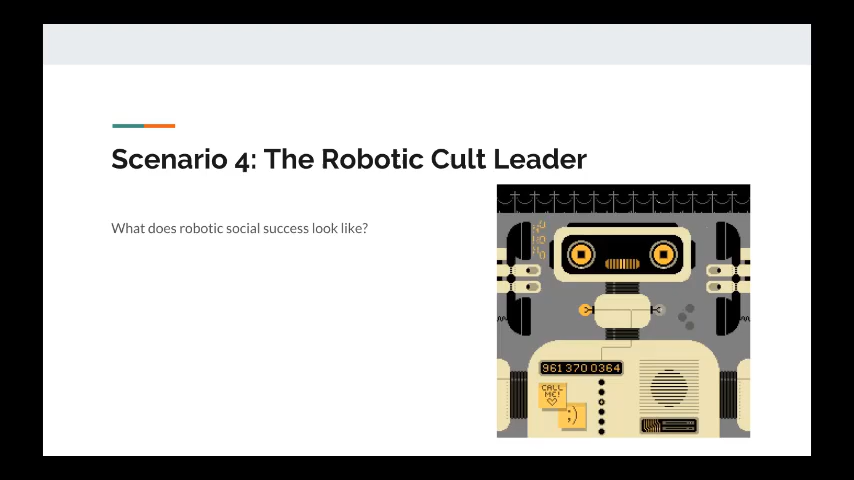 Scenario 4: The Robotic Cult Leader
What does robotic social success look like?
961 370 0364
CALL
ME!
;)